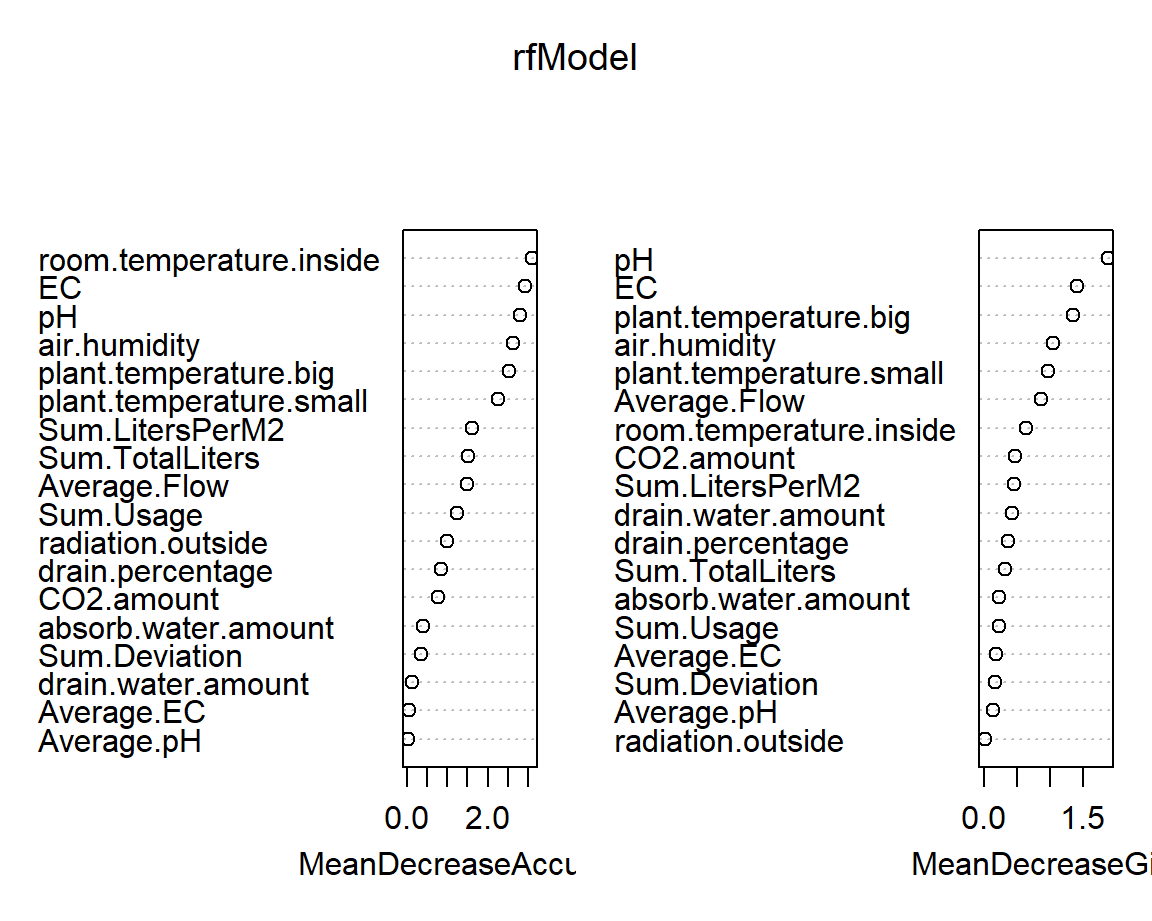 rfModel
room.temperature.inside
EC
pH
air.humidity
plant.temperature.big
plant.temperature.small
Sum.LitersPerM2
Sum.TotalLiters
Average.Flow
Sum.Usage
radiation.outside
drain.percentage
CO2.amount
absorb.water.amount
Sum.Deviation
drain.water.amount
Average.EC
Average.pH
0.0 2.0
MeanDecreaseAccu
pH
EC
plant.temperature.big
air.humidity
plant.temperature.small
Average.Flow
room.temperature.inside
CO2.amount
Sum.LitersPerM2
drain.water.amount
drain.percentage
Sum.TotalLiters
absorb.water.amount
Sum.Usage
Average.EC
Sum.Deviation
Average.pH
radiation.outside
0.0 1.5
MeanDecreaseGi